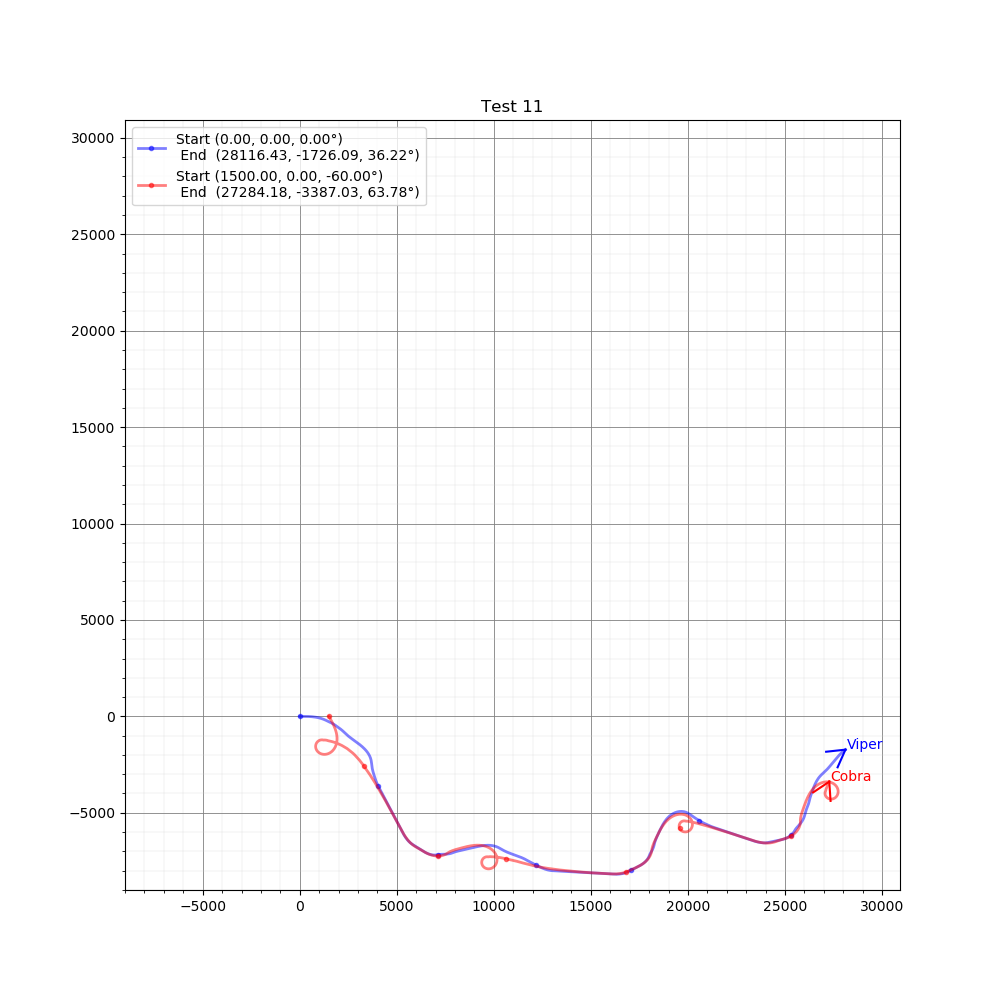 Test 11
Start (0.00, 0.00, 0.00°)
End  (28116.43, -1726.09, 36.22°)
Start (1500.00, 0.00, -60.00°)
End  (27284.18, -3387.03, 63.78°)
30000
25000
20000
15000
10000
5000
0
−5000
Viper
Cobra
−5000 0 5000 10000 15000 20000 25000 30000